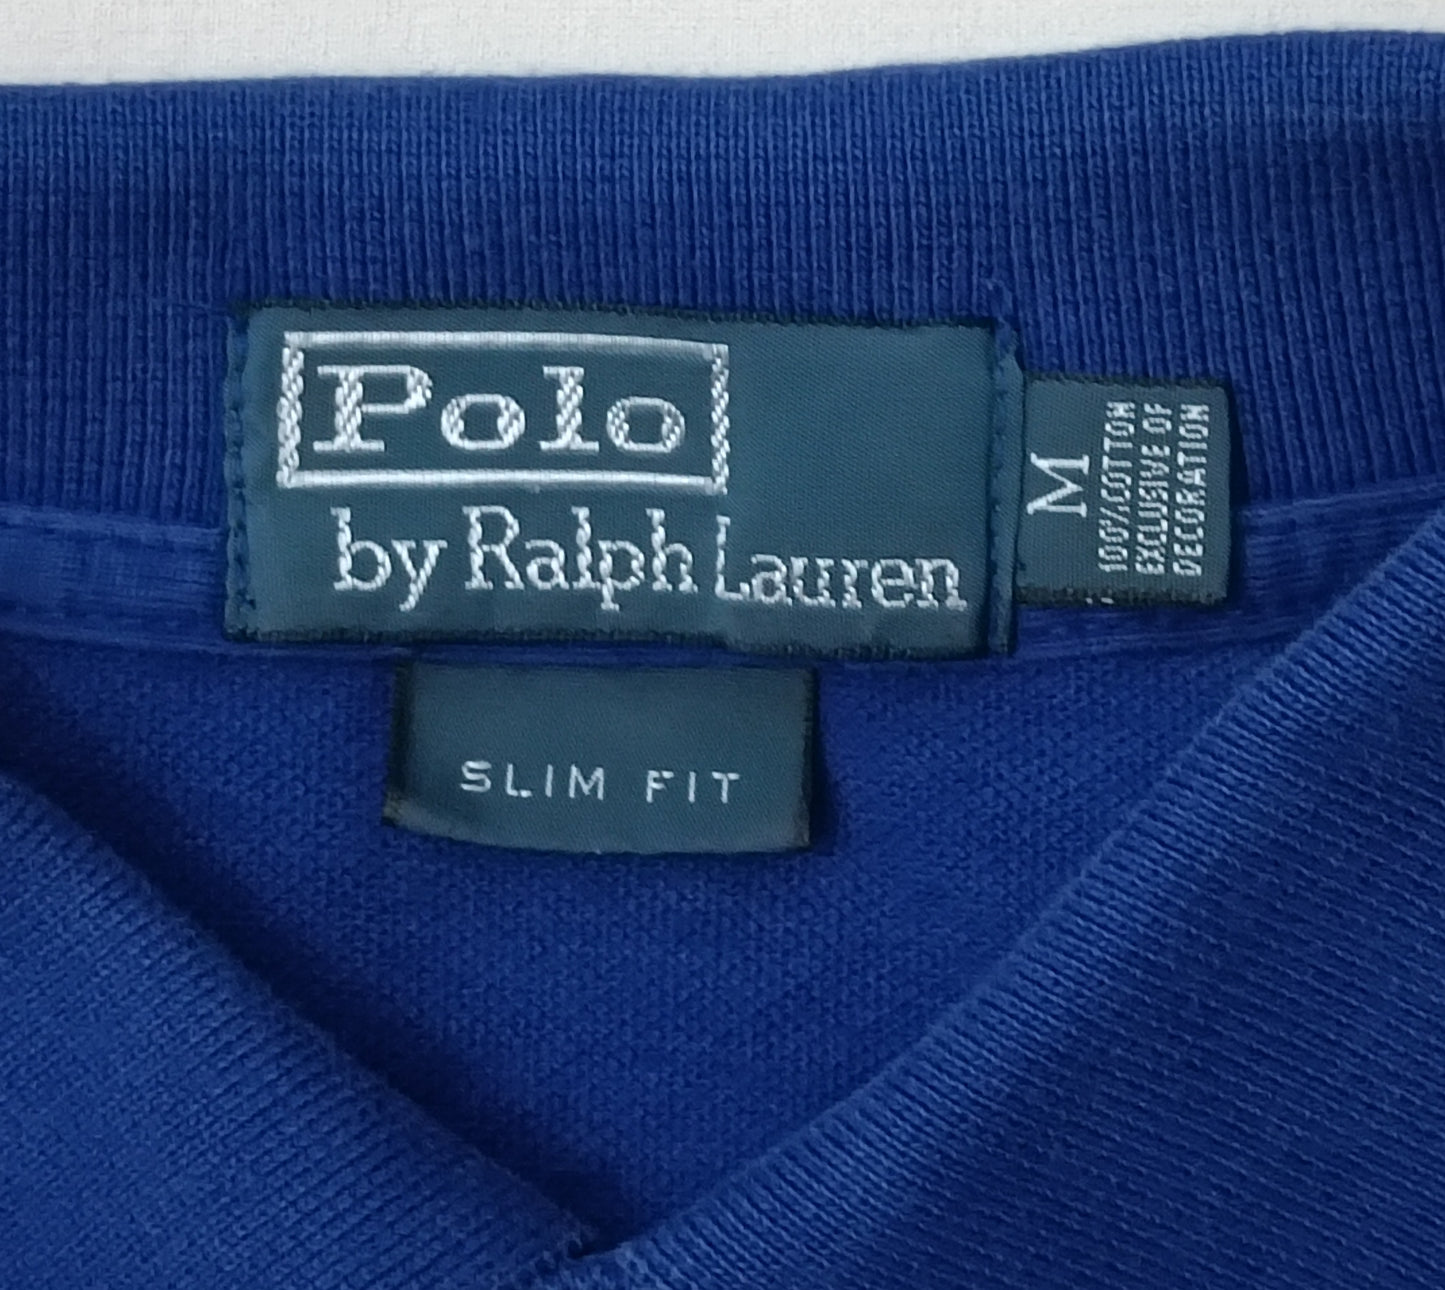 Polo
by Ralph Lauren
M
100% COTTON
EXCLUSIVE OF
DECORATION
SLIM FIT